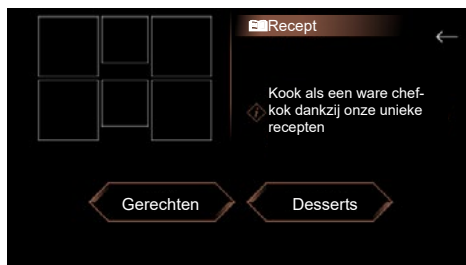 Recept
Kook als een ware chef-
kok dankzij onze unieke
recepten
Gerechten
Desserts